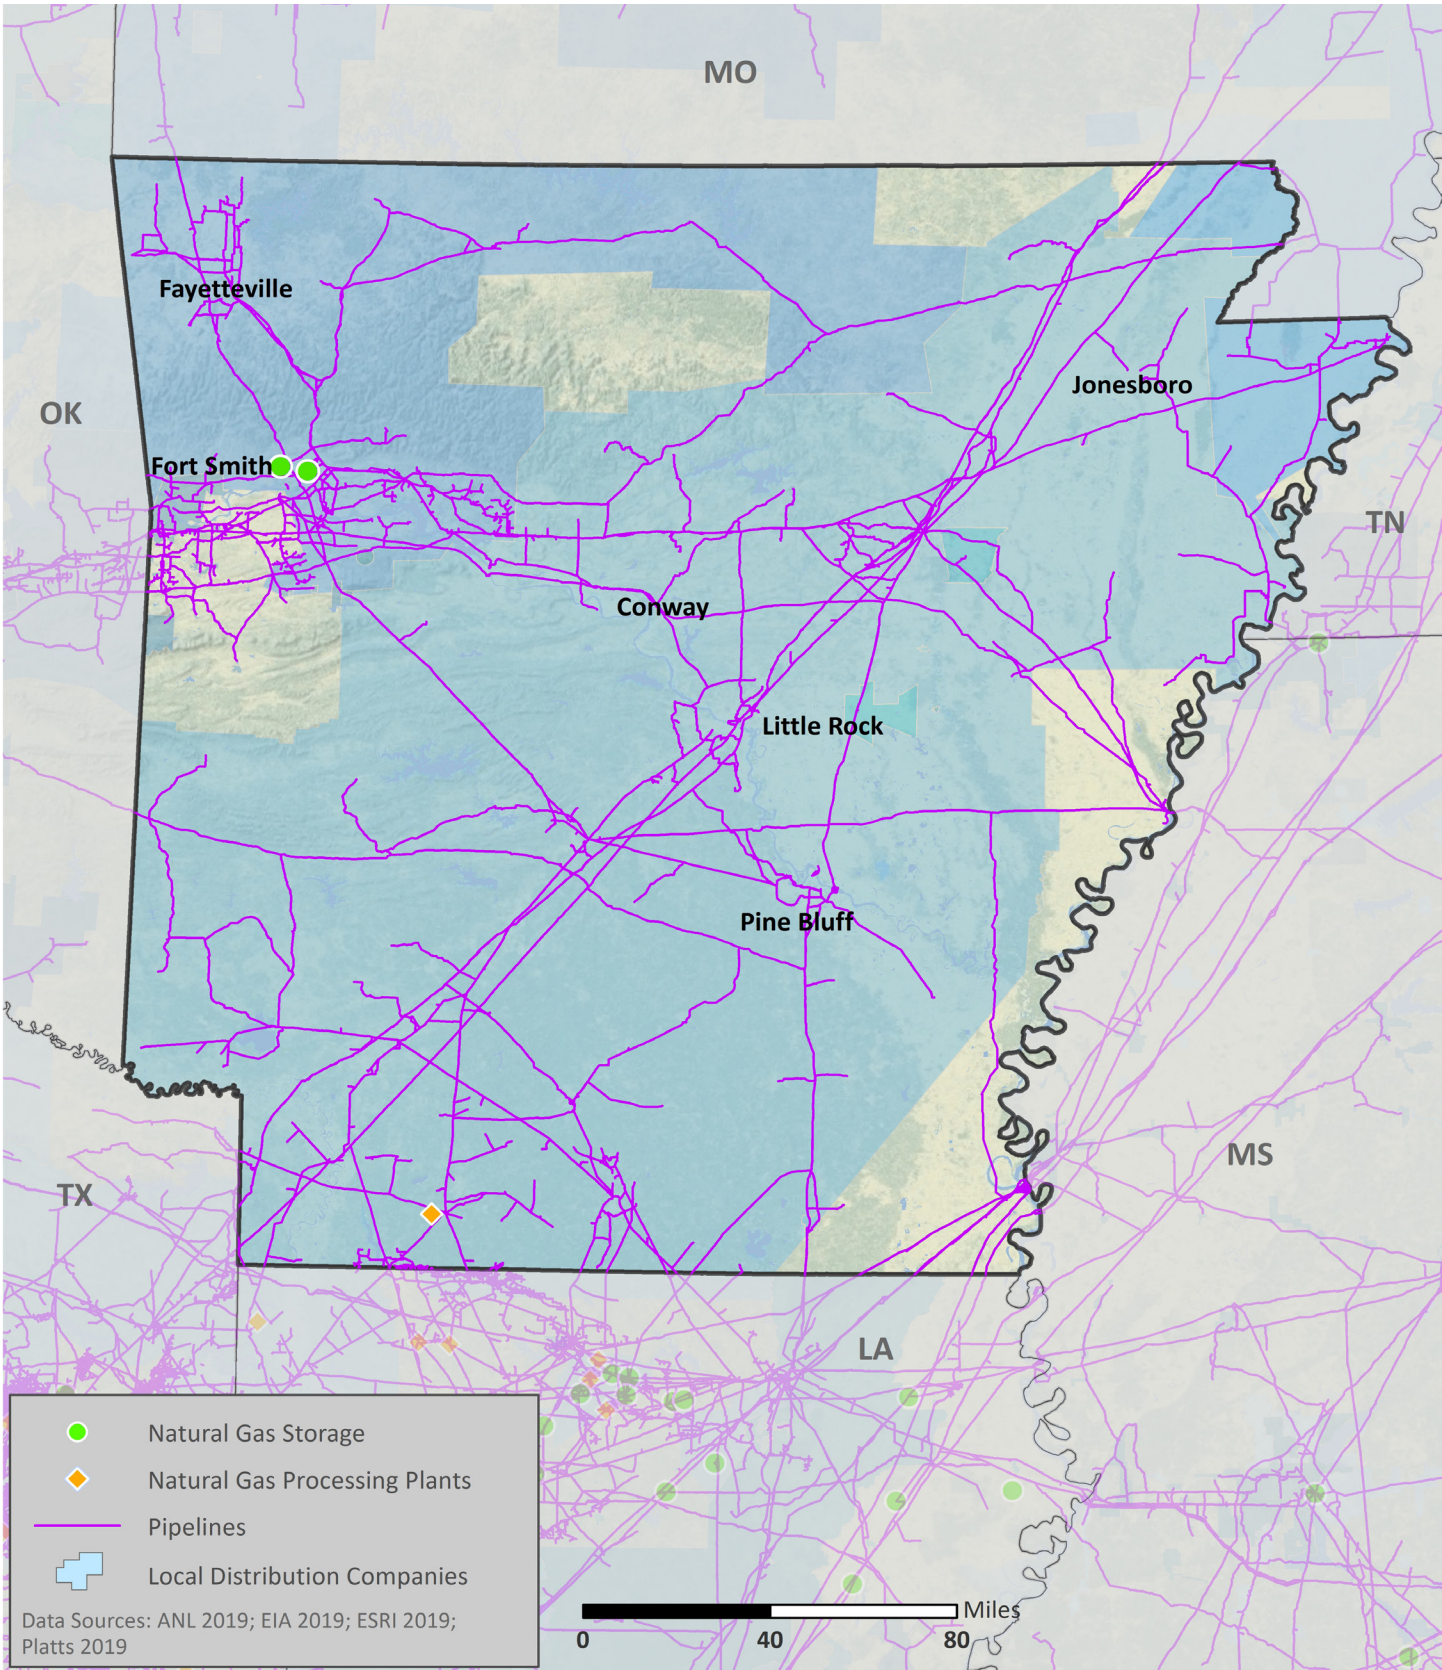 MO
Fayetteville
Jonesboro
OK
Fort Smith
TN
Conway
Little Rock
Pine Bluff
MS
TX
LA
Natural Gas Storage
Natural Gas Processing Plants
Pipelines
Local Distribution Companies
Data Sources: ANL 2019; EIA 2019; ESRI 2019;
Platts 2019
Miles
0 40 80